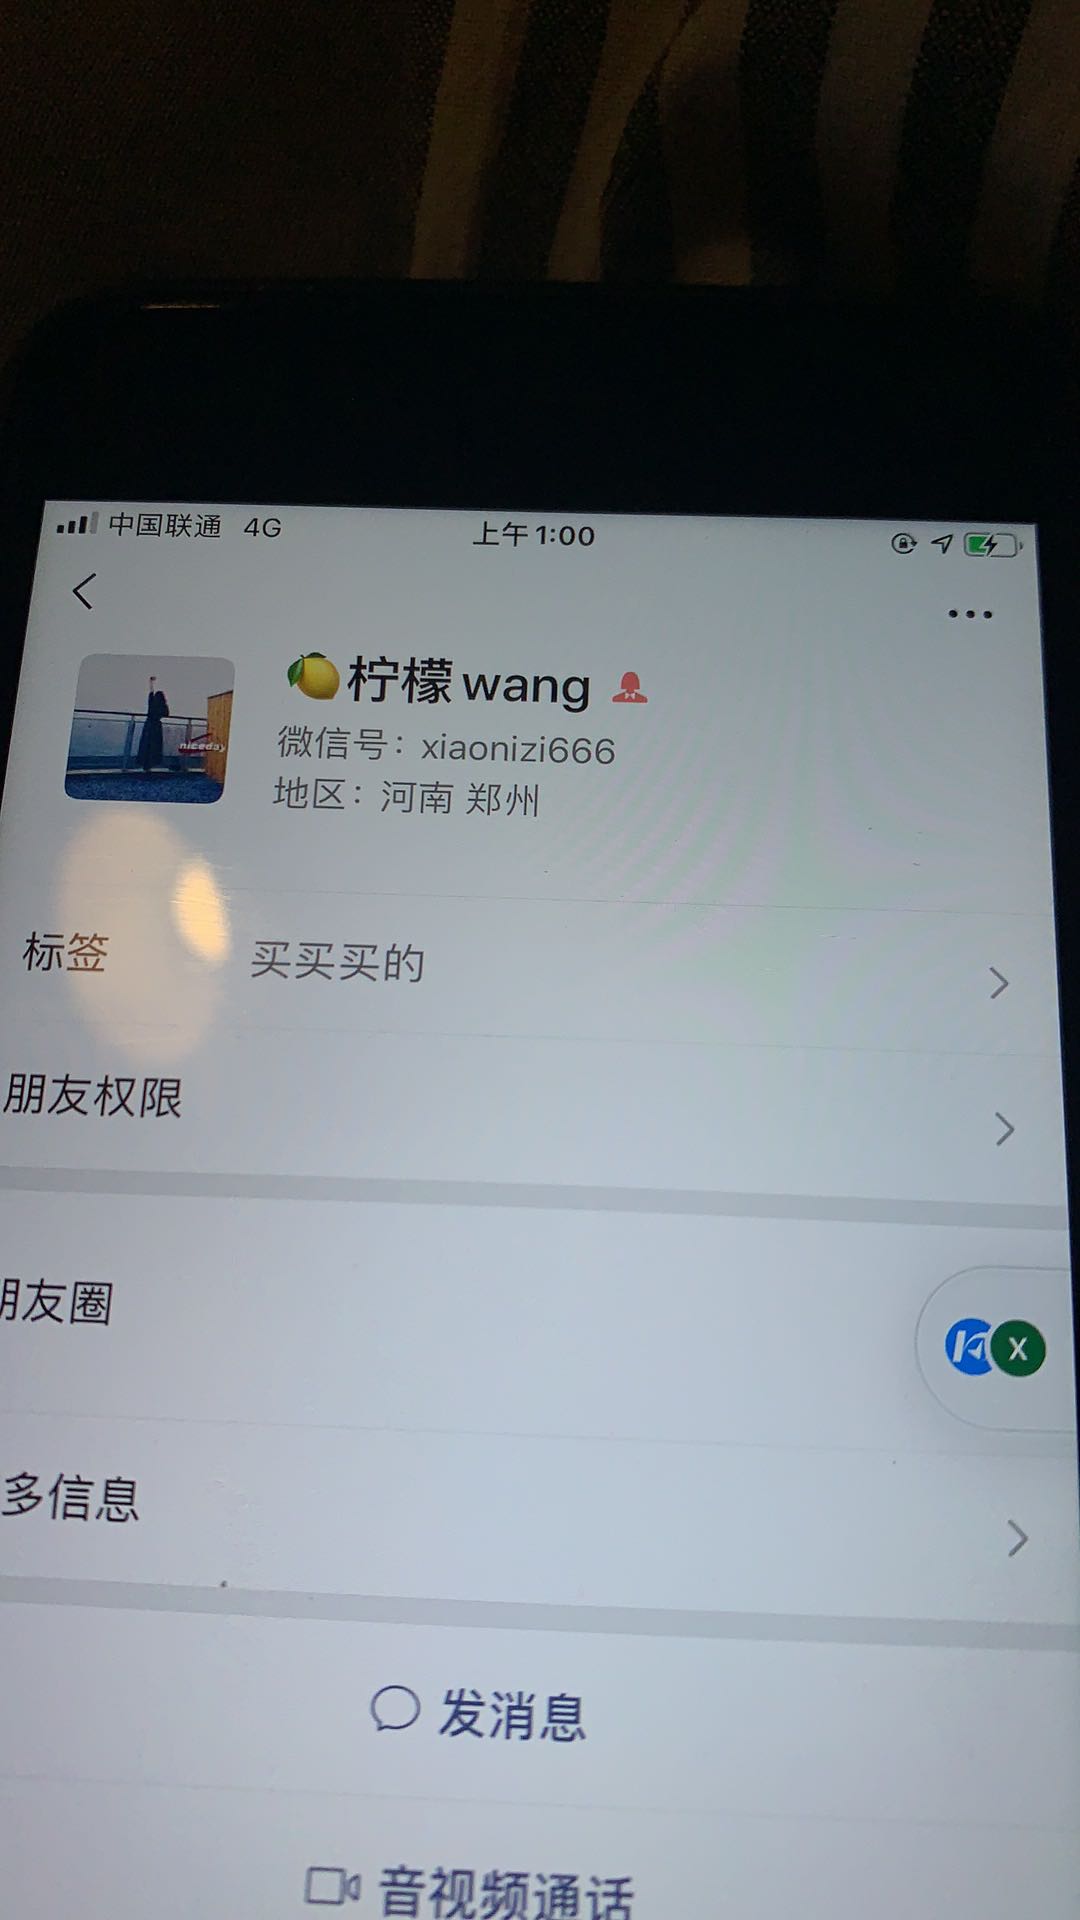 中国联通 4G 上午1:00
🍋柠檬wang
微信号：xiaonizi666
地区：河南 郑州
niceday
标签 买买买的
朋友权限
朋友圈
X
多信息
发消息
音视频通话